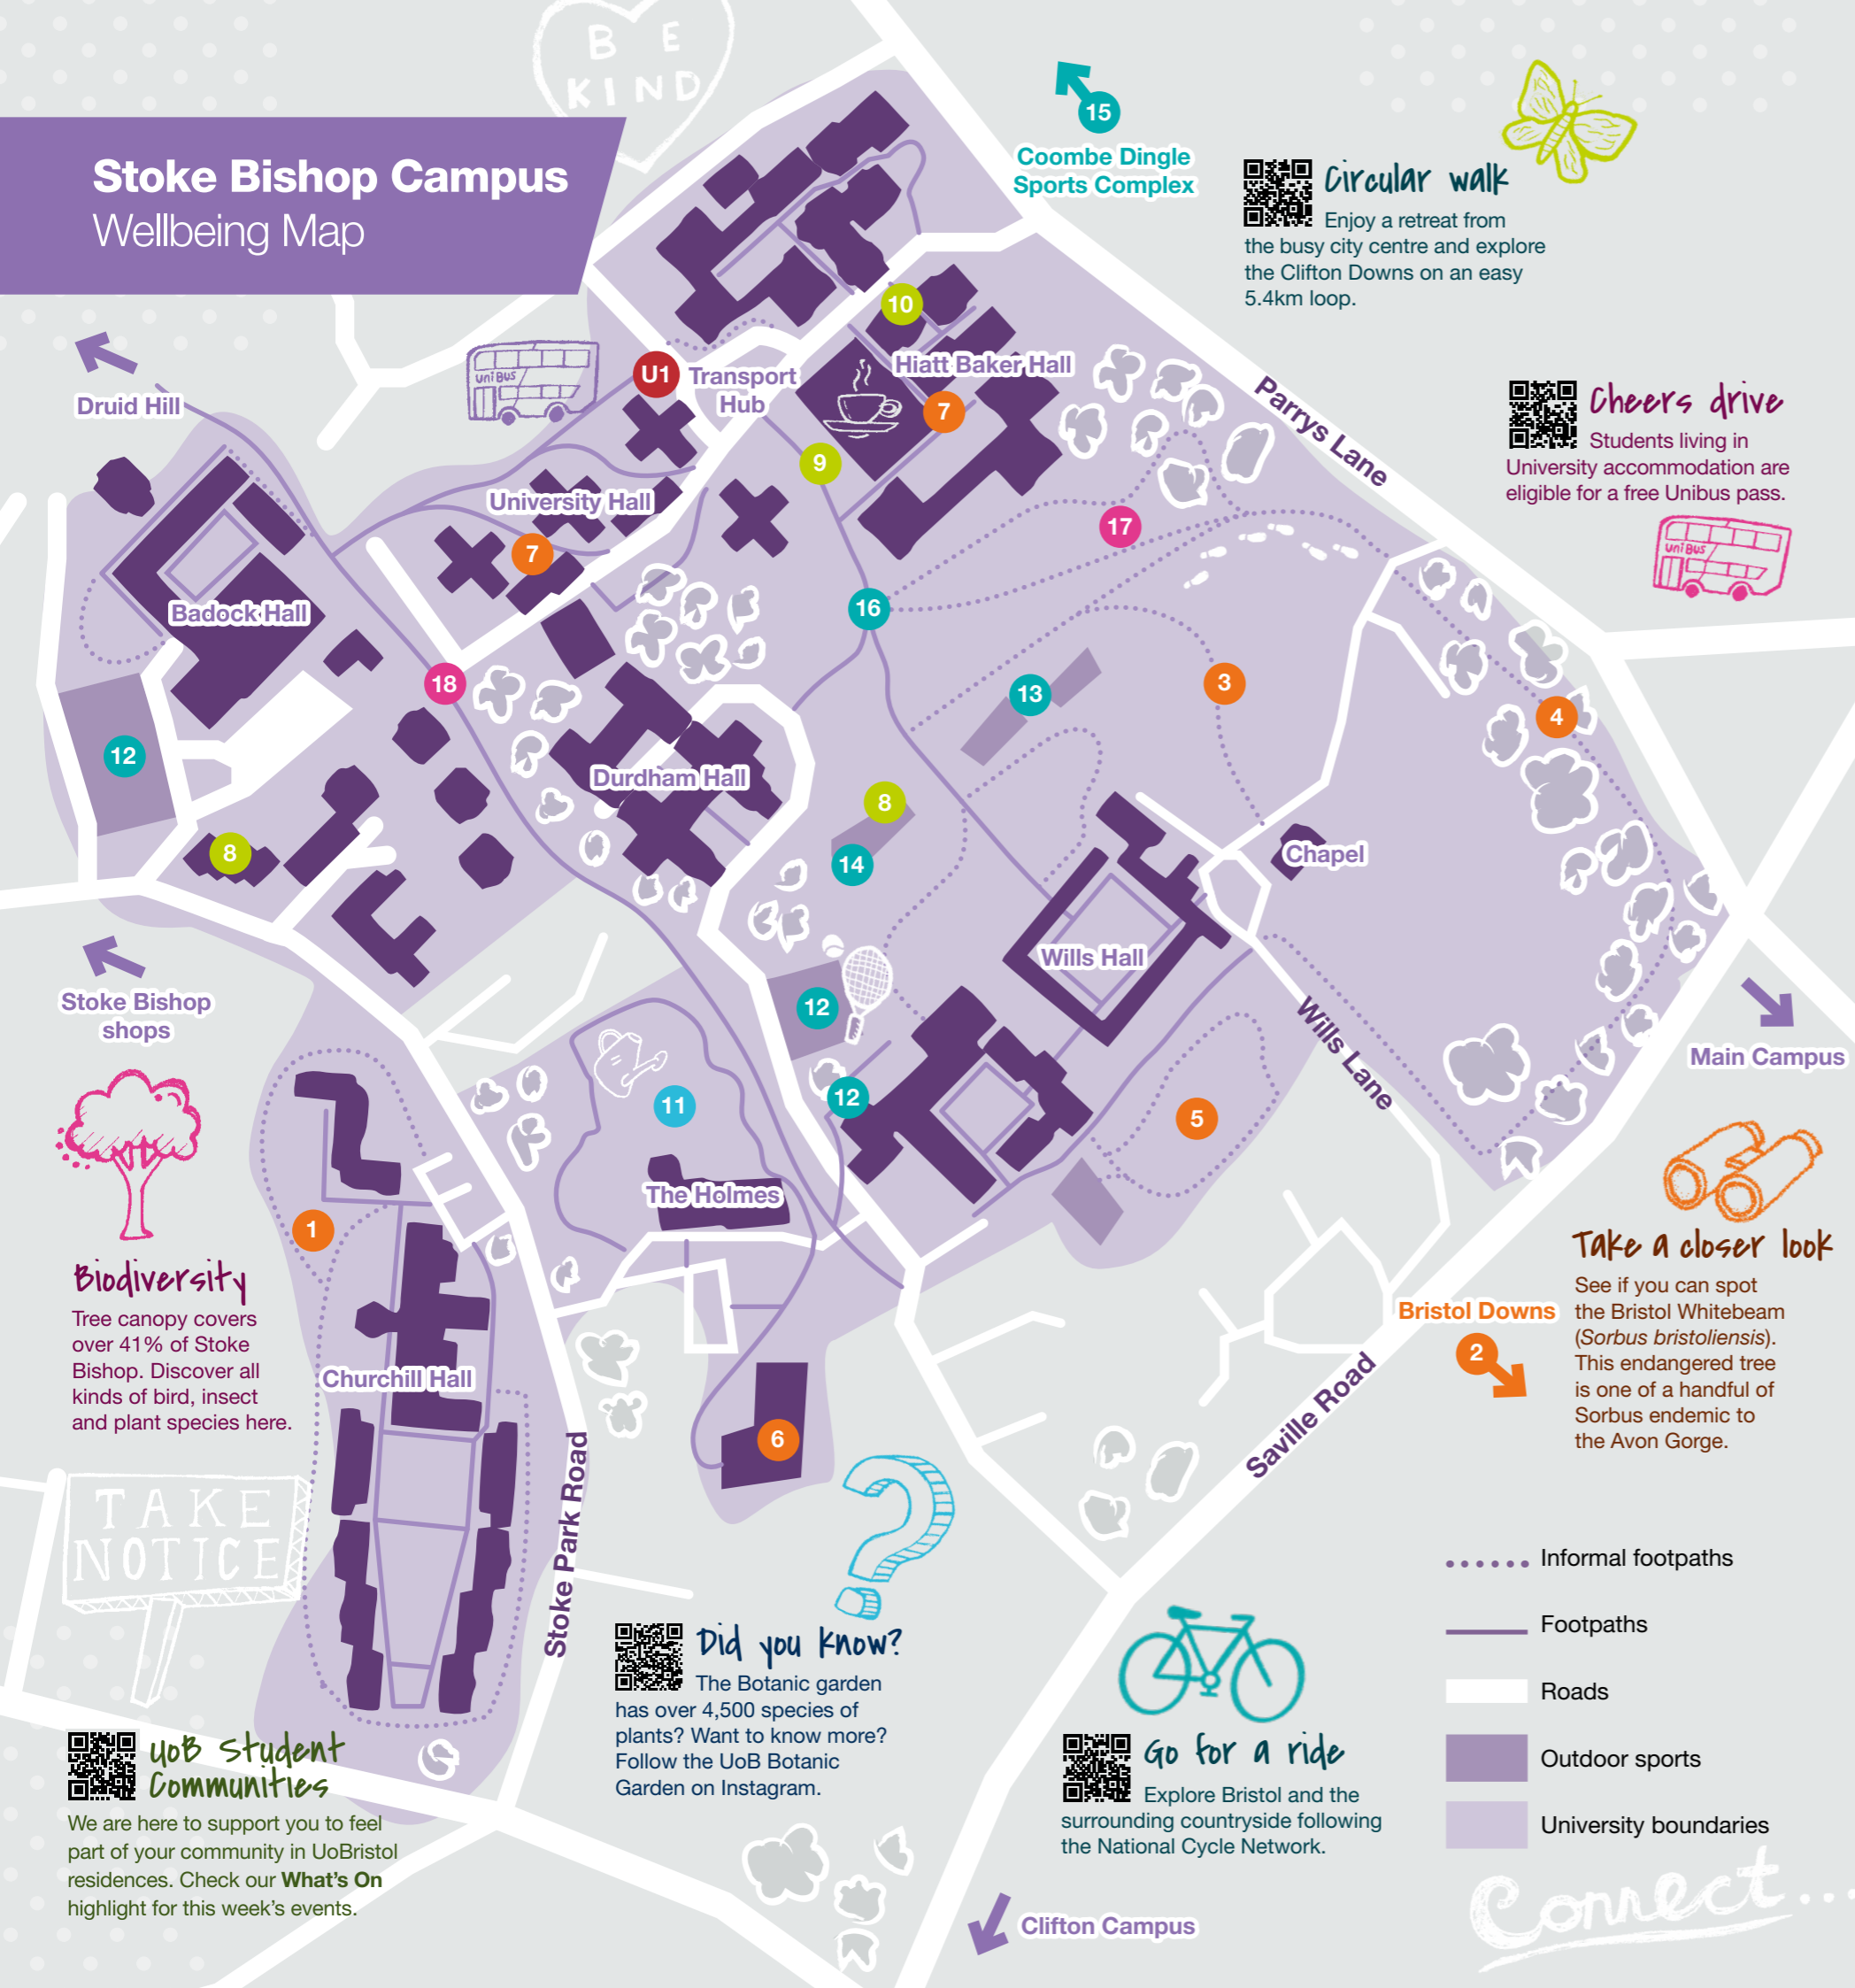 B E
KIND
Stoke Bishop Campus
Wellbeing Map
15
Coombe Dingle
Sports Complex
Circular walk
Enjoy a retreat from
the busy city centre and explore
the Clifton Downs on an easy
5.4km loop.
Druid Hill
uni Bus
U1
Transport
Hub
10
Hiatt Baker Hall
7
9
Parrys Lane
Cheers drive
Students living in
University accommodation are
eligible for a free Unibus pass.
uni Bus
University Hall
7
17
Badock Hall
16
18
13
3
4
12
Durdham Hall
8
14
8
Chapel
Wills Hall
Stoke Bishop
shops
12
Wills Lane
Main Campus
11
12
5
The Holmes
1
Biodiversity
Tree canopy covers
over 41% of Stoke
Bishop. Discover all
kinds of bird, insect
and plant species here.
Take a closer look
See if you can spot
the Bristol Whitebeam
(Sorbus bristoliensis).
This endangered tree
is one of a handful of
Sorbus endemic to
the Avon Gorge.
Bristol Downs
2
Churchill Hall
6
Saville Road
Stoke Park Road
TAKE
NOTICE
Did you know?
The Botanic garden
has over 4,500 species of
plants? Want to know more?
Follow the UoB Botanic
Garden on Instagram.
UoB Student
Communities
We are here to support you to feel
part of your community in UoBristol
residences. Check our What's On
highlight for this week's events.
Go for a ride
Explore Bristol and the
surrounding countryside following
the National Cycle Network.
Clifton Campus
Informal footpaths
Footpaths
Roads
Outdoor sports
University boundaries
Connect...